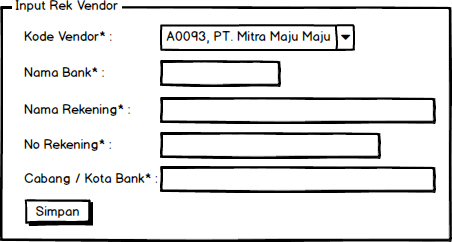 Input Rek Vendor
Kode Vendor* : A0093, PT. Mitra Maju Maju
Nama Bank* :
Nama Rekening* :
No Rekening* :
Cabang / Kota Bank* :
Simpan